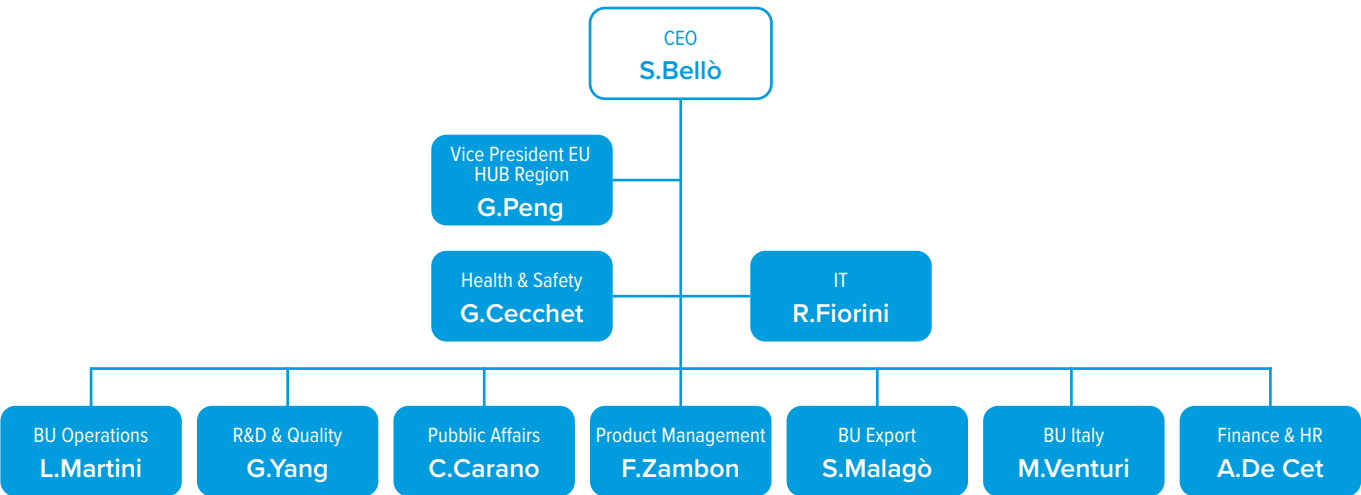 CEO
S.Bellò
Vice President EU
HUB Region
G.Peng
Health & Safety
G.Cecchet
IT
R.Fiorini
BU Operations
L.Martini
R&D & Quality
G.Yang
Pubblic Affairs
C.Carano
Product Management
F.Zambon
BU Export
S.Malagò
BU Italy
M.Venturi
Finance & HR
A.De Cet